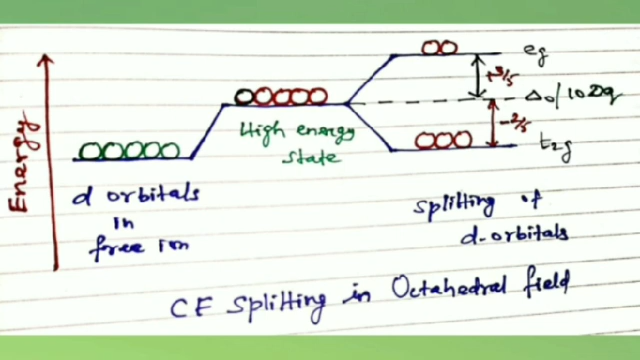 Energy
d orbitals
in
free ion
High energy
state
eg
+3/5
Δo/10Dq
-2/5
t2g
splitting of
d-orbitals
CF Splitting in Octahedral field